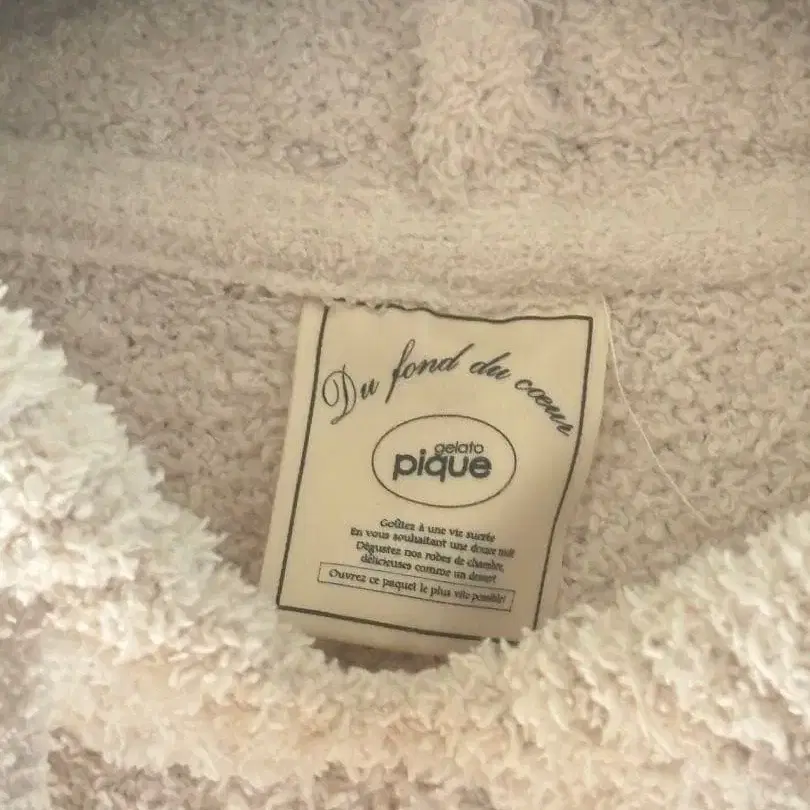 Du fond du cœur
gelato
pique
Goûtez à une vie sucrée
En vous souhaitant une douce nuit
Dégustez nos robes de chambre,
délicieuses comme un dessert
Ouvrez ce paquet le plus vite possible!